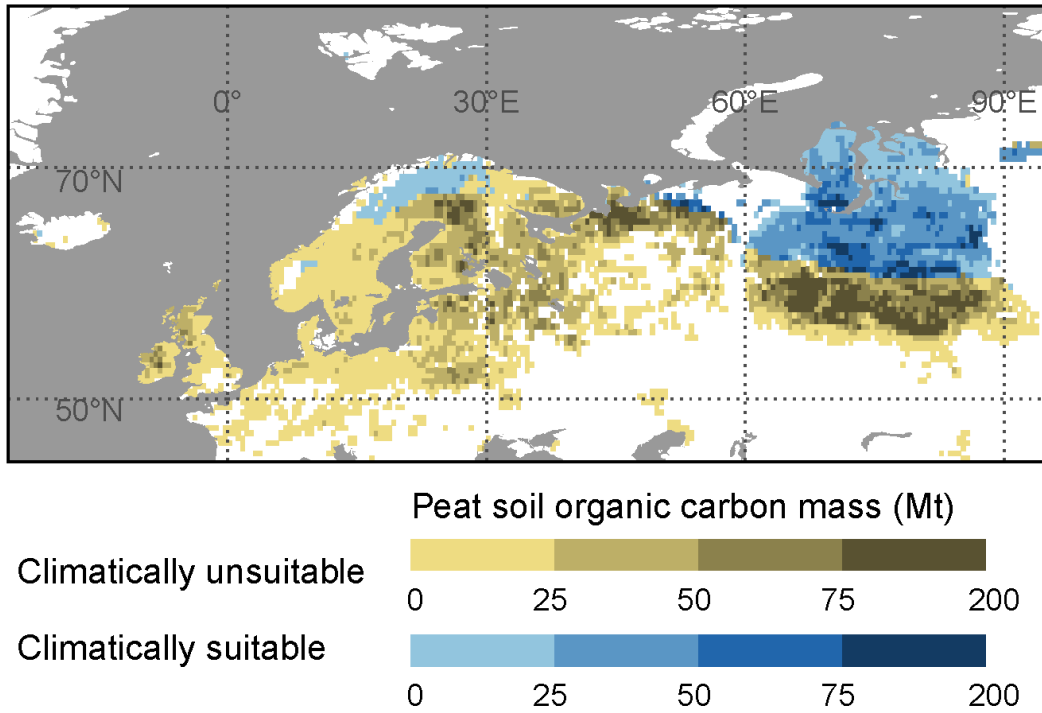 0° 30°E 60°E 90°E
70°N
50°N
Peat soil organic carbon mass (Mt)
Climatically unsuitable
0 25 50 75 200
Climatically suitable
0 25 50 75 200